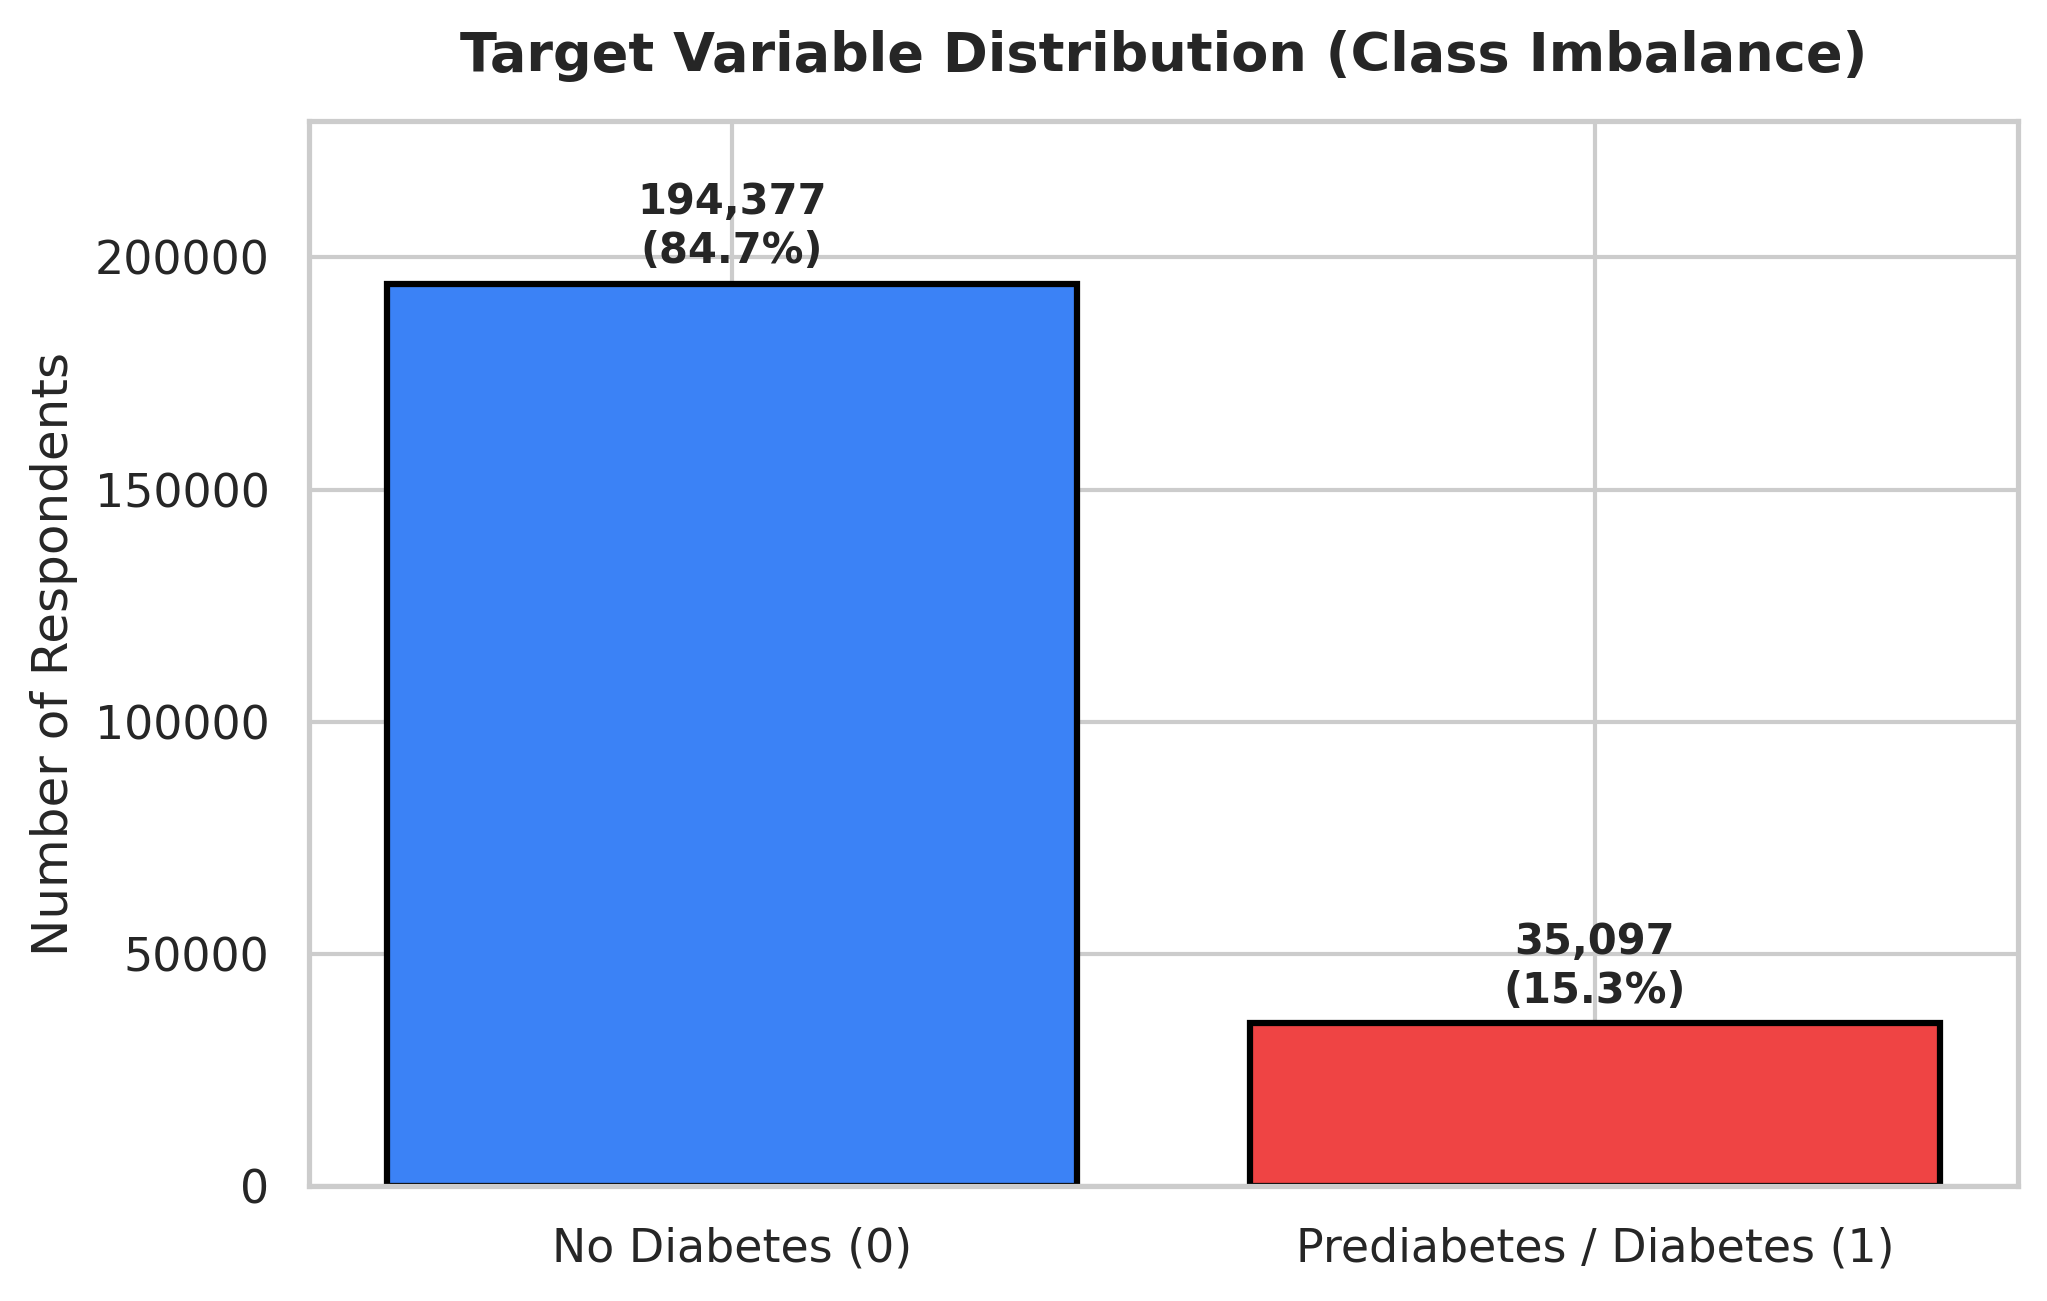 Target Variable Distribution (Class Imbalance)
Number of Respondents
200000
150000
100000
50000
0
194,377
(84.7%)
35,097
(15.3%)
No Diabetes (0)
Prediabetes / Diabetes (1)